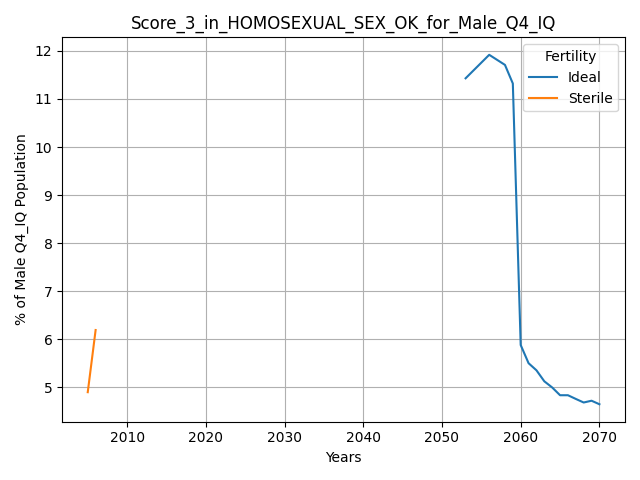 Score_3_in_HOMOSEXUAL_SEX_OK_for_Male_Q4_IQ
12
11
10
9
8
7
6
5
% of Male Q4_IQ Population
Fertility
Ideal
Sterile
2010 2020 2030 2040 2050 2060 2070
Years